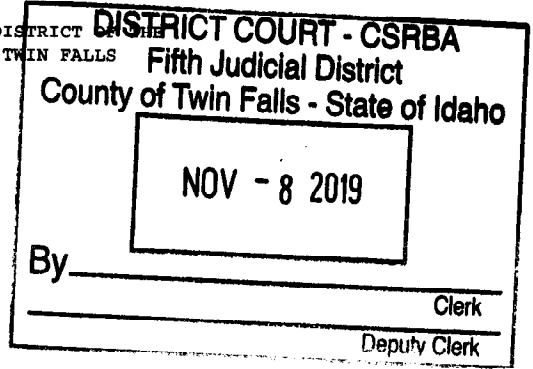 DISTRICT OF THE
TWIN FALLS
DISTRICT COURT - CSRBA
Fifth Judicial District
County of Twin Falls - State of Idaho
NOV - 8 2019
By
Clerk
Deputy Clerk